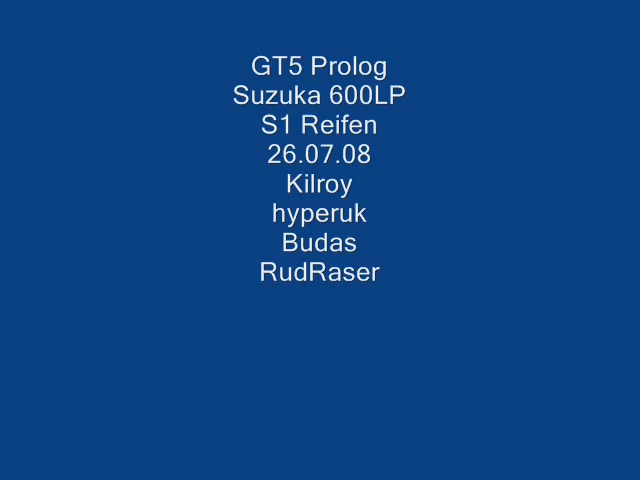 GT5 Prolog
Suzuka 600LP
S1 Reifen
26.07.08
Kilroy
hyperuk
Budas
RudRaser